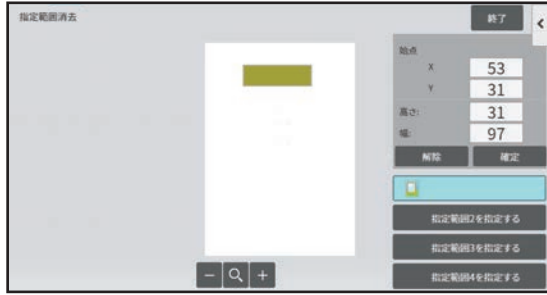 指定範囲消去
終了
始点
X 53
Y 31
高さ: 31
幅: 97
解除 確定
指定範囲2を指定する
指定範囲3を指定する
指定範囲4を指定する